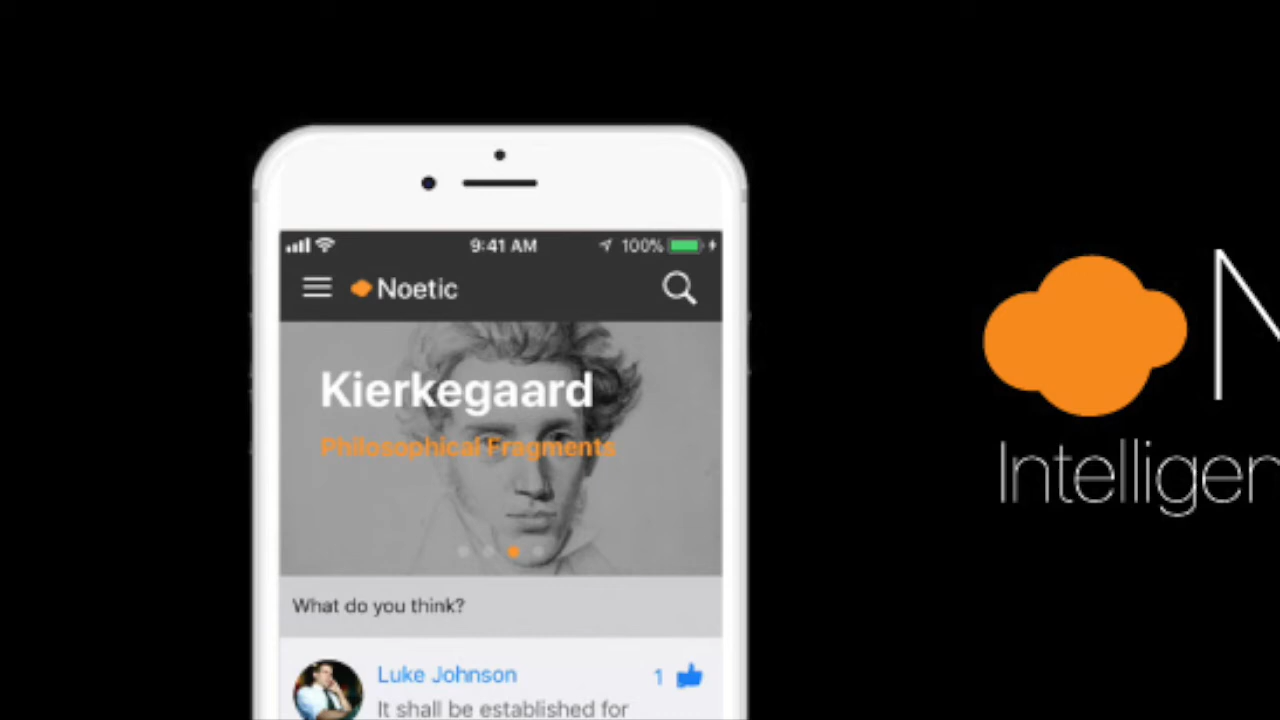 9:41 AM
100%
Noetic
Kierkegaard
Philosophical Fragments
What do you think?
Luke Johnson
1
It shall be established for
N
Intelligen